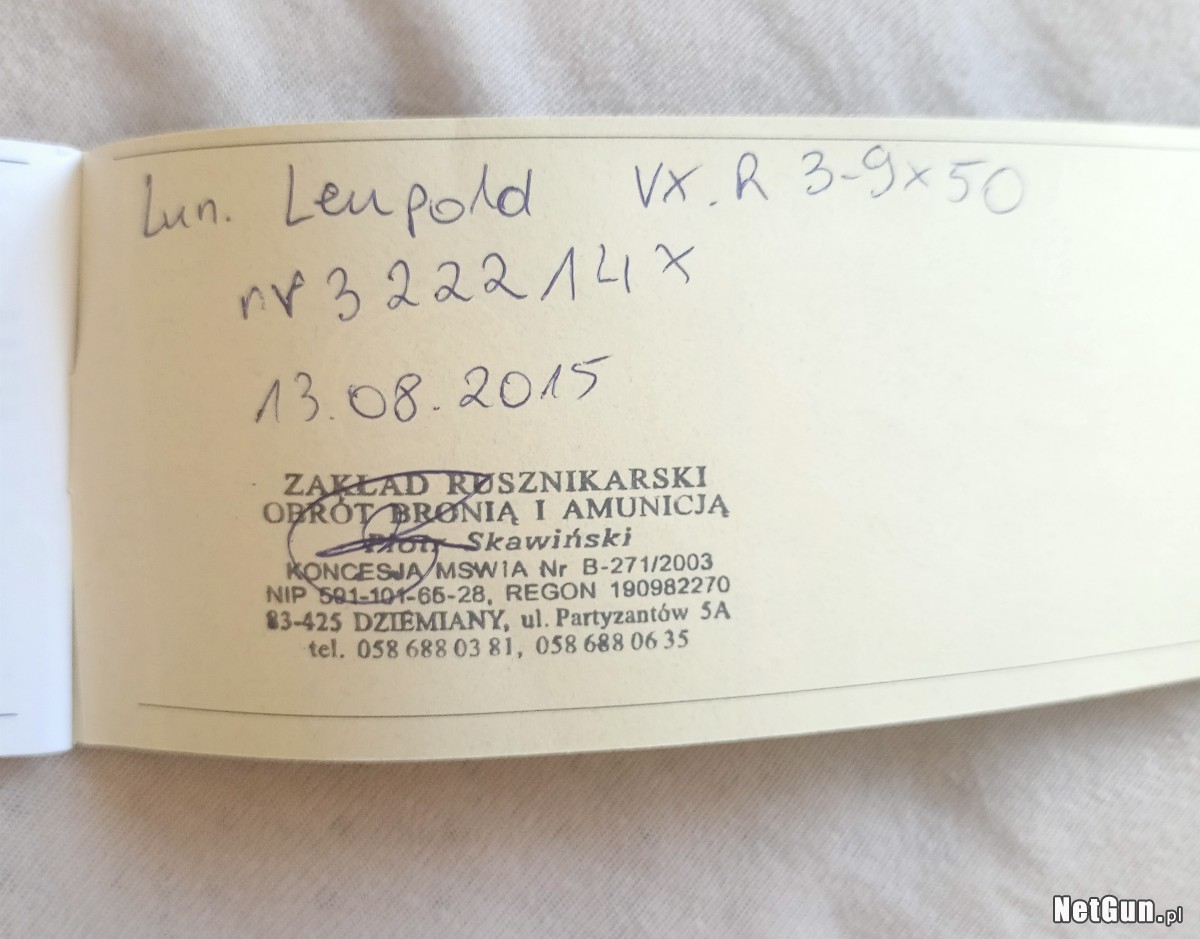 Lun. Leupold VX.R 3-9x50
nr 322214X
13.08.2015
ZAKŁAD RUSZNIKARSKI
OBRÓT BRONIĄ I AMUNICJĄ
Piotr Skawiński
KONCESJA MSWiA Nr B-271/2003
NIP 591-101-65-28, REGON 190982270
83-425 DZIEMIANY, ul. Partyzantów 5A
tel. 058 688 03 81, 058 688 06 35
NetGun.pl